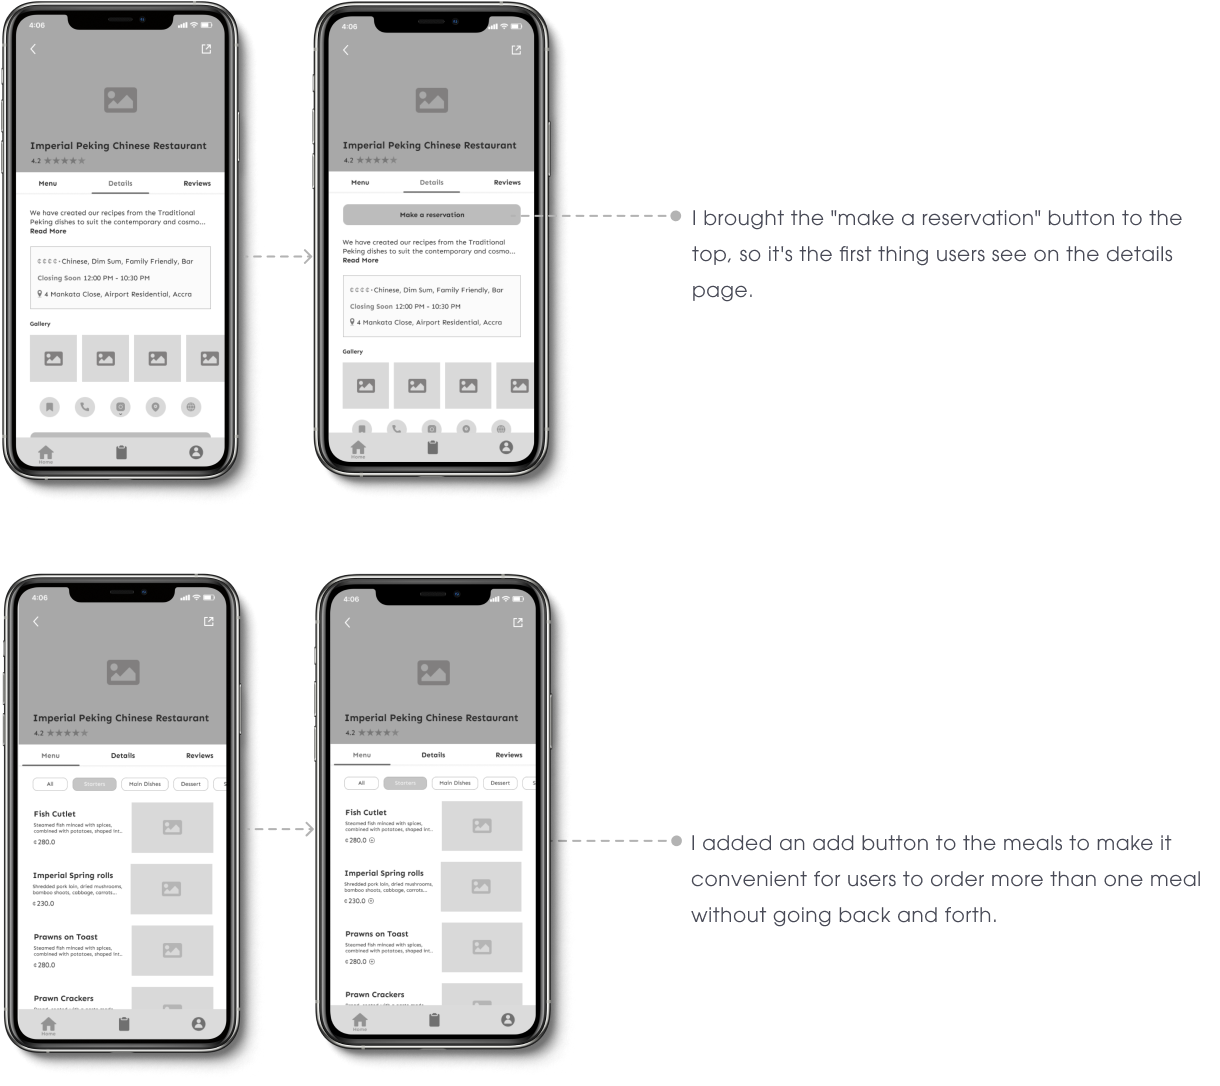 4:06
Imperial Peking Chinese Restaurant
4.2
Menu Details Reviews
We have created our recipes from the Traditional
Peking dishes to suit the contemporary and cosmo...
Read More
¢¢¢¢ · Chinese, Dim Sum, Family Friendly, Bar
Closing Soon 12:00 PM - 10:30 PM
4 Mankata Close, Airport Residential, Accra
Gallery
Home
4:06
Imperial Peking Chinese Restaurant
4.2
Menu Details Reviews
Make a reservation
We have created our recipes from the Traditional
Peking dishes to suit the contemporary and cosmo...
Read More
¢¢¢¢ · Chinese, Dim Sum, Family Friendly, Bar
Closing Soon 12:00 PM - 10:30 PM
4 Mankata Close, Airport Residential, Accra
Gallery
Home
I brought the "make a reservation" button to the
top, so it's the first thing users see on the details
page.
4:06
Imperial Peking Chinese Restaurant
4.2
Menu Details Reviews
All Starters Main Dishes Dessert S
Fish Cutlet
Steamed fish minced with spices,
combined with potatoes, shaped int...
¢280.0
Imperial Spring rolls
Shredded pork loin, dried mushrooms,
bamboo shoots, cabbage, carrots...
¢230.0
Prawns on Toast
Steamed fish minced with spices,
combined with potatoes, shaped int...
¢280.0
Prawn Crackers
Home
4:06
Imperial Peking Chinese Restaurant
4.2
Menu Details Reviews
All Starters Main Dishes Dessert S
Fish Cutlet
Steamed fish minced with spices,
combined with potatoes, shaped int...
¢280.0
Imperial Spring rolls
Shredded pork loin, dried mushrooms,
bamboo shoots, cabbage, carrots...
¢230.0
Prawns on Toast
Steamed fish minced with spices,
combined with potatoes, shaped int...
¢280.0
Prawn Crackers
Home
I added an add button to the meals to make it
convenient for users to order more than one meal
without going back and forth.